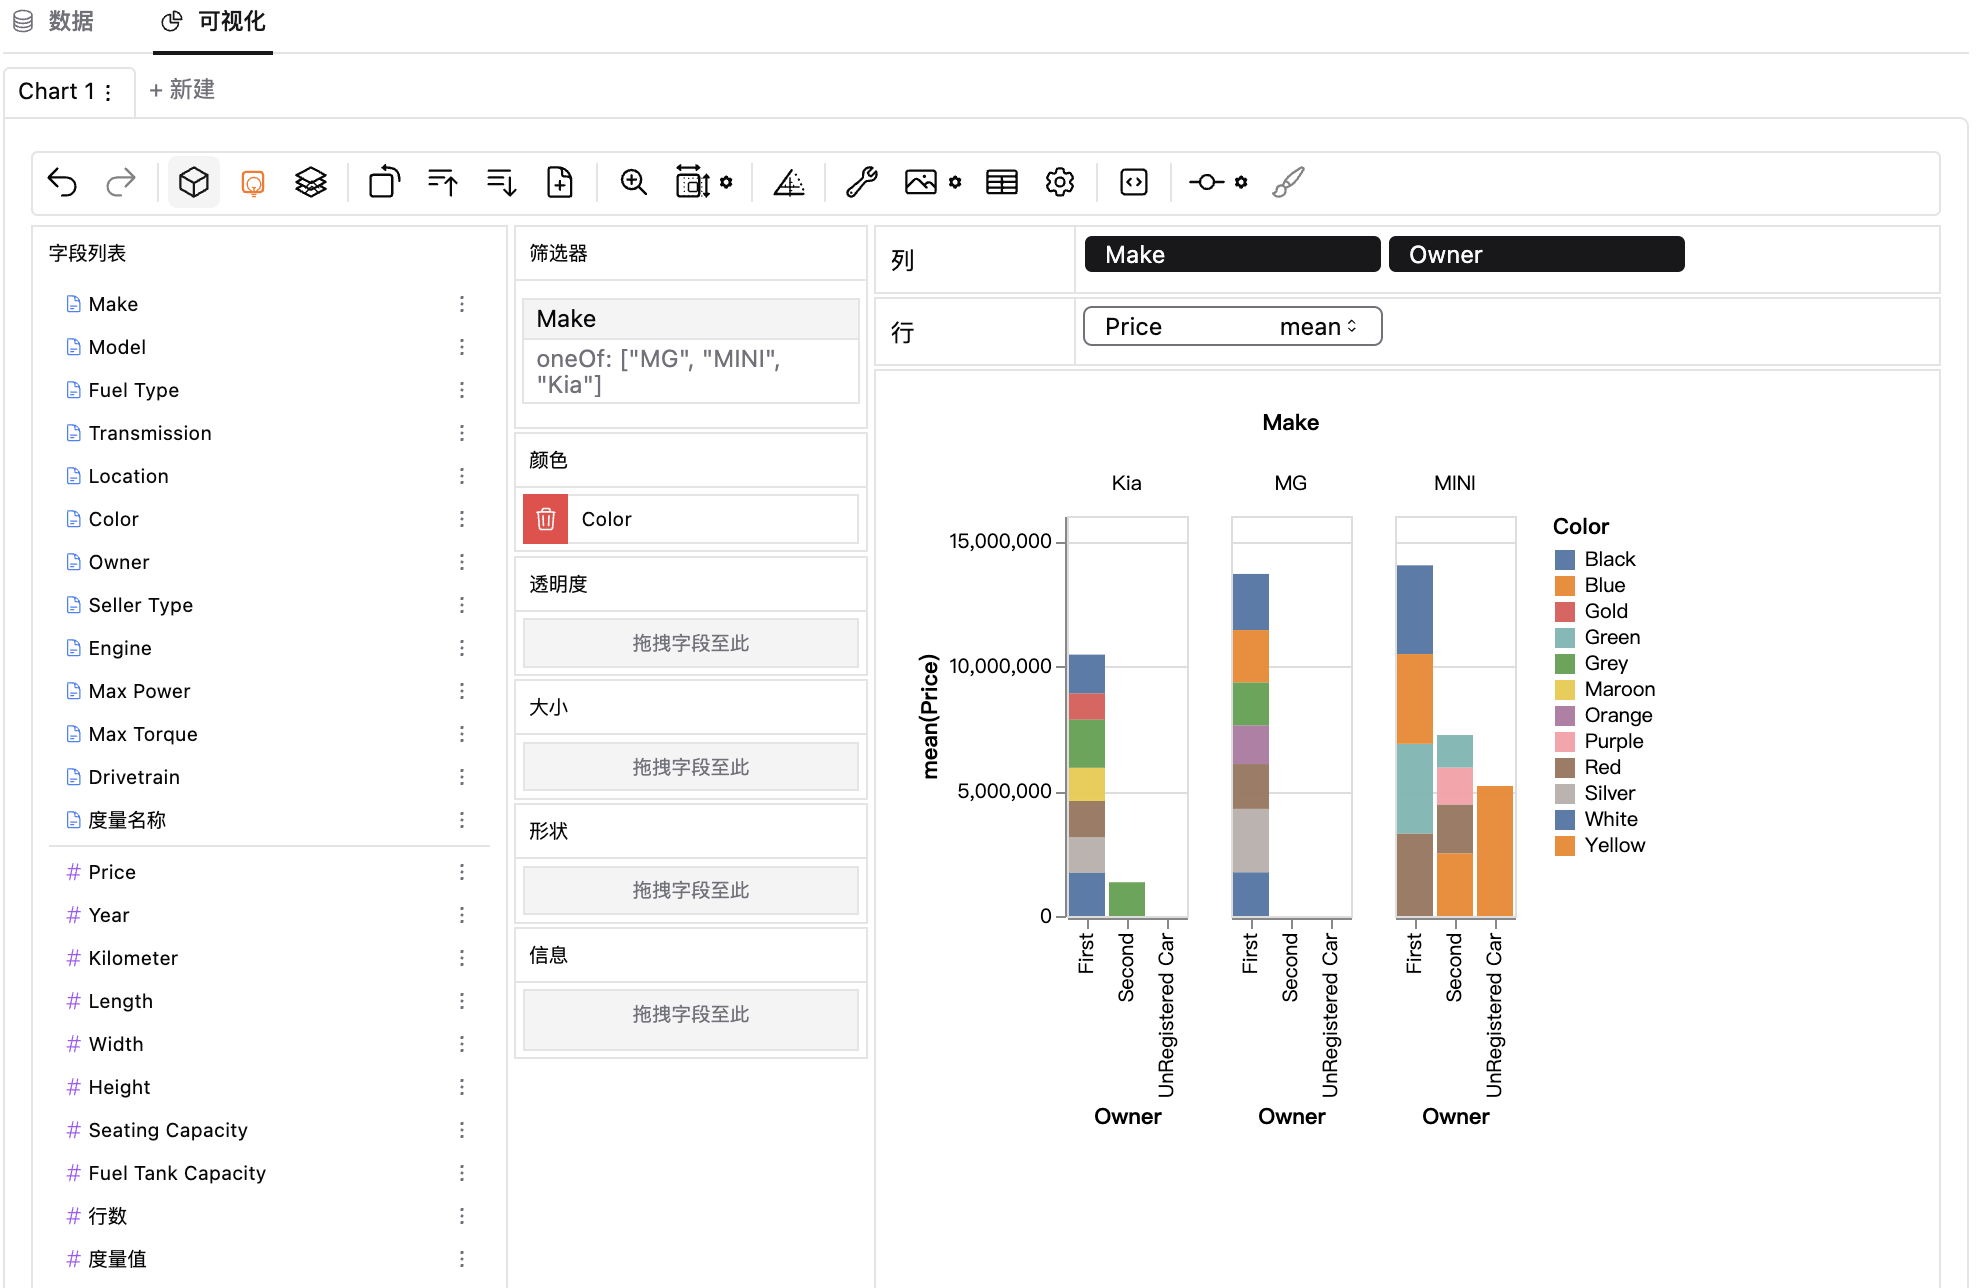 数据
可视化
Chart 1
+ 新建
字段列表
Make
Model
Fuel Type
Transmission
Location
Color
Owner
Seller Type
Engine
Max Power
Max Torque
Drivetrain
度量名称
# Price
# Year
# Kilometer
# Length
# Width
# Height
# Seating Capacity
# Fuel Tank Capacity
# 行数
# 度量值
筛选器
Make
oneOf: ["MG", "MINI",
"Kia"]
颜色
Color
透明度
拖拽字段至此
大小
拖拽字段至此
形状
拖拽字段至此
信息
拖拽字段至此
列
Make
Owner
行
Price mean
Make
Kia MG MINI
mean(Price)
15,000,000
10,000,000
5,000,000
0
First
Second
UnRegistered Car
First
Second
UnRegistered Car
First
Second
UnRegistered Car
Owner Owner Owner
Color
Black
Blue
Gold
Green
Grey
Maroon
Orange
Purple
Red
Silver
White
Yellow